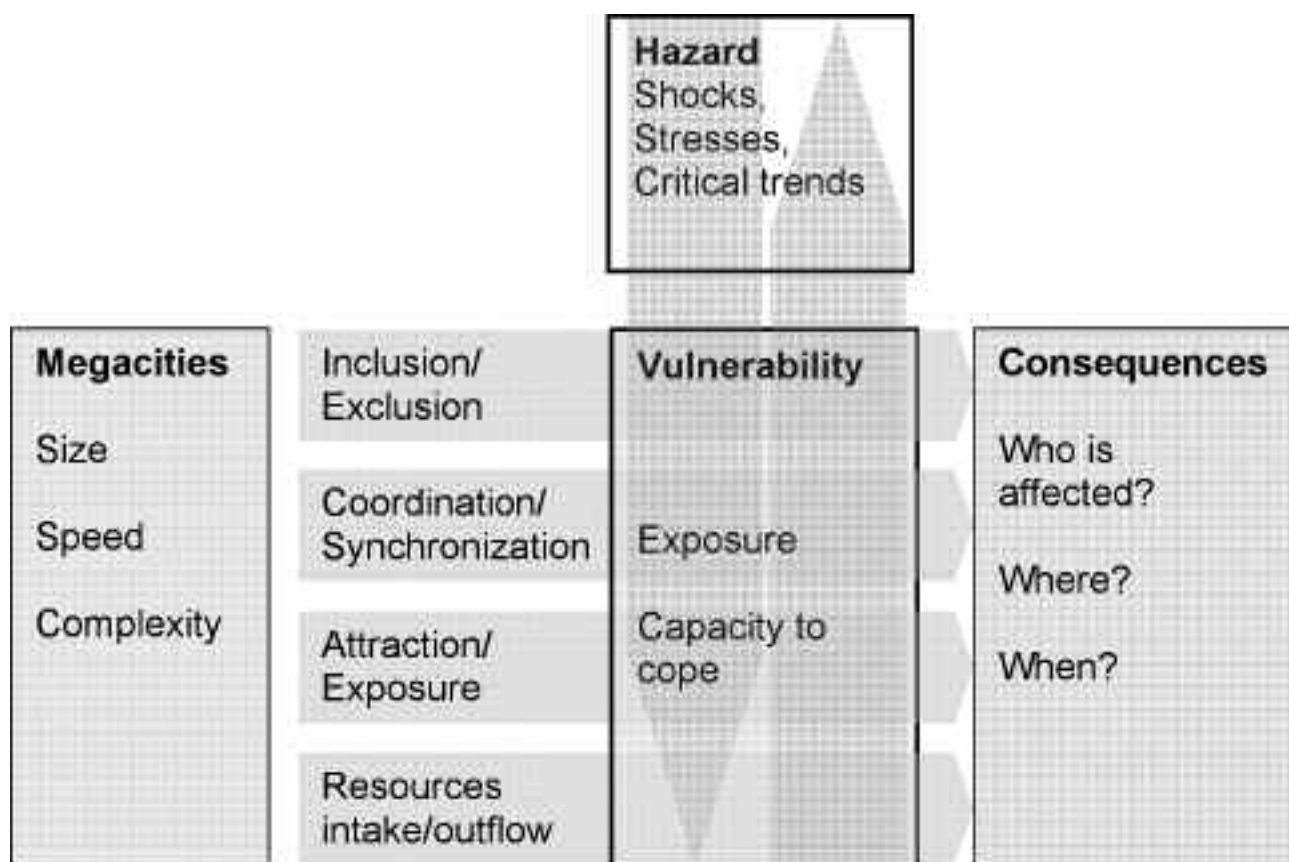 Hazard
Shocks,
Stresses,
Critical trends
Megacities
Size
Speed
Complexity
Inclusion/
Exclusion
Coordination/
Synchronization
Attraction/
Exposure
Resources
intake/outflow
Vulnerability
Exposure
Capacity to
cope
Consequences
Who is
affected?
Where?
When?